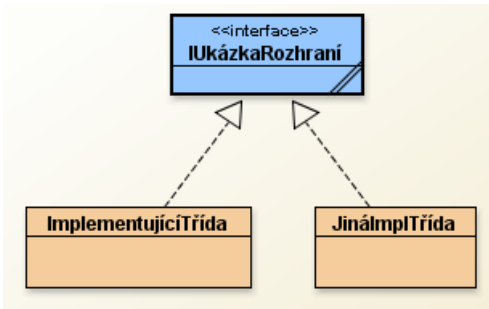 <<interface>>
IUkázkaRozhraní
ImplementujícíTřída
JináImplTřída